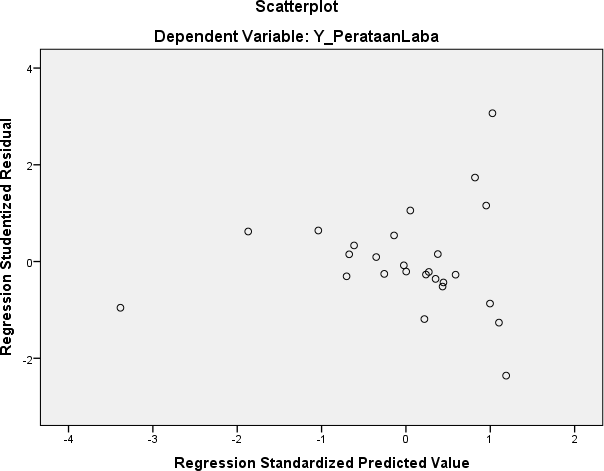 Scatterplot
Dependent Variable: Y_PerataanLaba
Regression Studentized Residual
4
2
0
-2
-4
-3
-2
-1
0
1
2
Regression Standardized Predicted Value